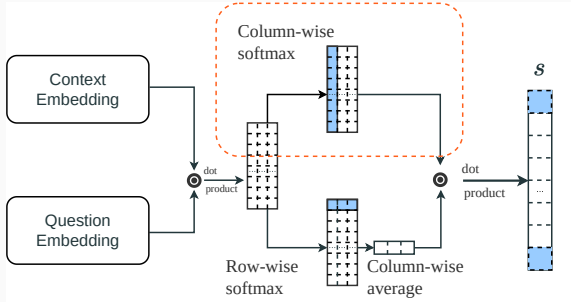 Column-wise
softmax
s
Context
Embedding
dot
product
dot
product
...
Question
Embedding
Row-wise
softmax
Column-wise
average